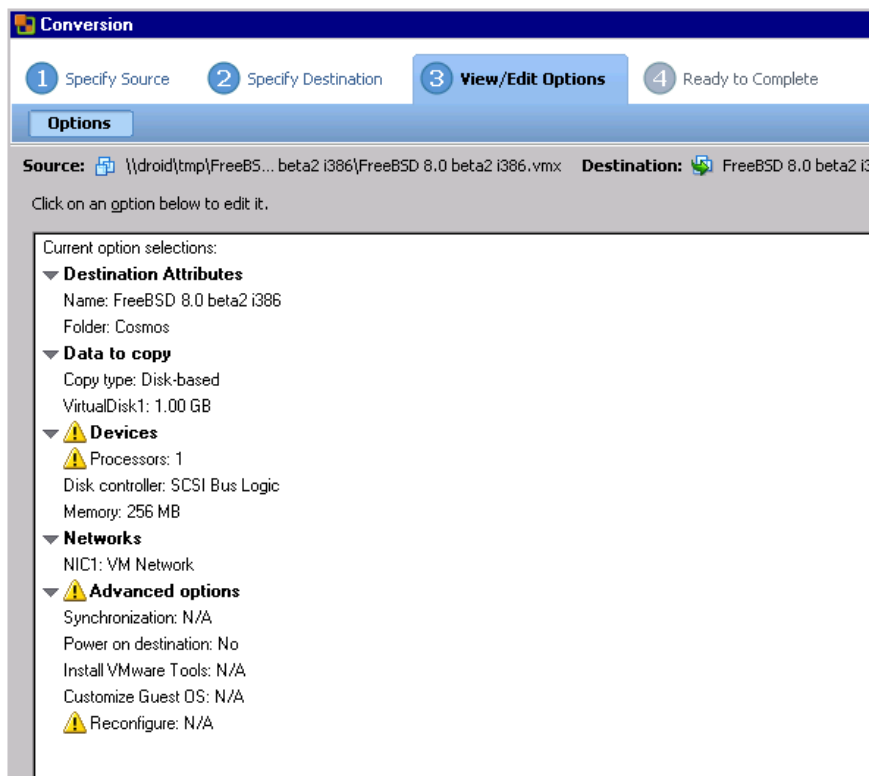 Conversion
1 Specify Source 2 Specify Destination 3 View/Edit Options 4 Ready to Complete
Options
Source: \\droid\tmp\FreeBS... beta2 i386\FreeBSD 8.0 beta2 i386.vmx Destination: FreeBSD 8.0 beta2 i3
Click on an option below to edit it.
Current option selections:
Destination Attributes
Name: FreeBSD 8.0 beta2 i386
Folder: Cosmos
Data to copy
Copy type: Disk-based
VirtualDisk1: 1.00 GB
Devices
Processors: 1
Disk controller: SCSI Bus Logic
Memory: 256 MB
Networks
NIC1: VM Network
Advanced options
Synchronization: N/A
Power on destination: No
Install VMware Tools: N/A
Customize Guest OS: N/A
Reconfigure: N/A